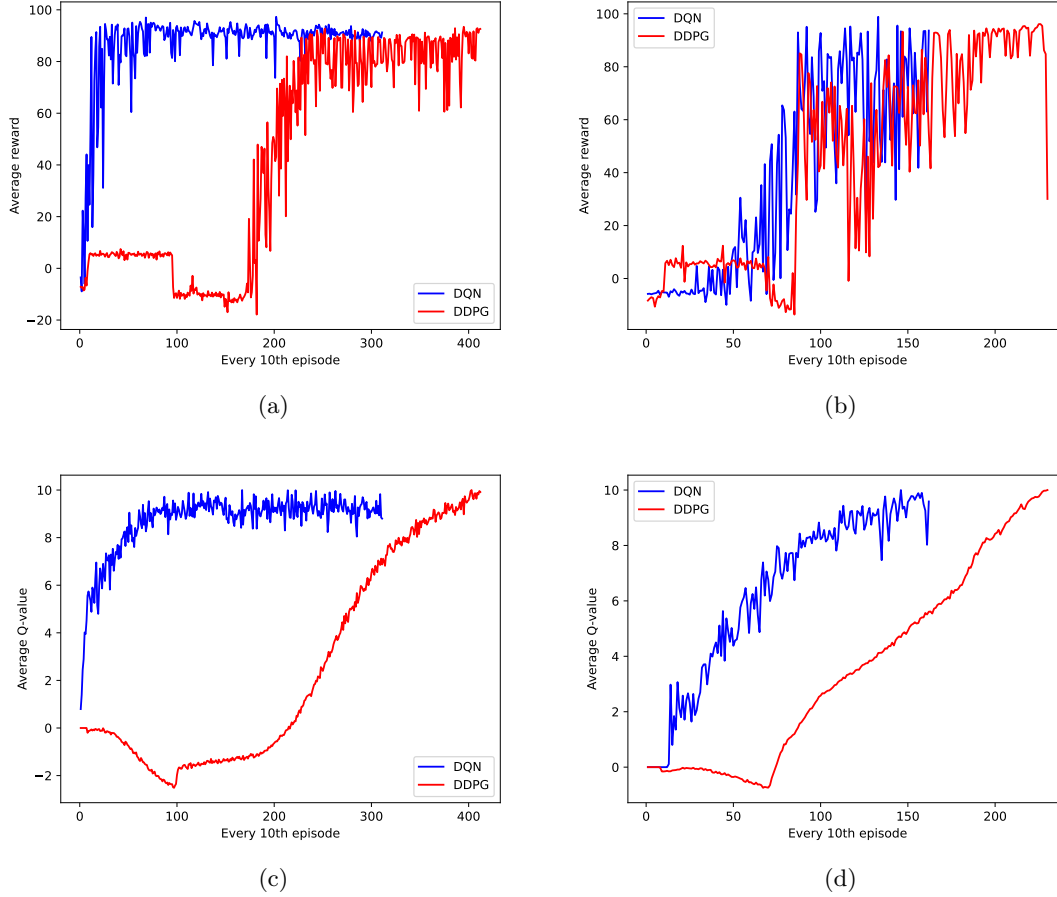 100
80
60
40
20
0
−20
Average reward
DQN
DDPG
0
100
200
300
400
Every 10th episode
(a)
DQN
DDPG
100
80
60
40
20
0
Average reward
0
50
100
150
200
Every 10th episode
(b)
10
8
6
4
2
0
−2
Average Q-value
DQN
DDPG
0
100
200
300
400
Every 10th episode
(c)
DQN
DDPG
10
8
6
4
2
0
Average Q-value
0
50
100
150
200
Every 10th episode
(d)